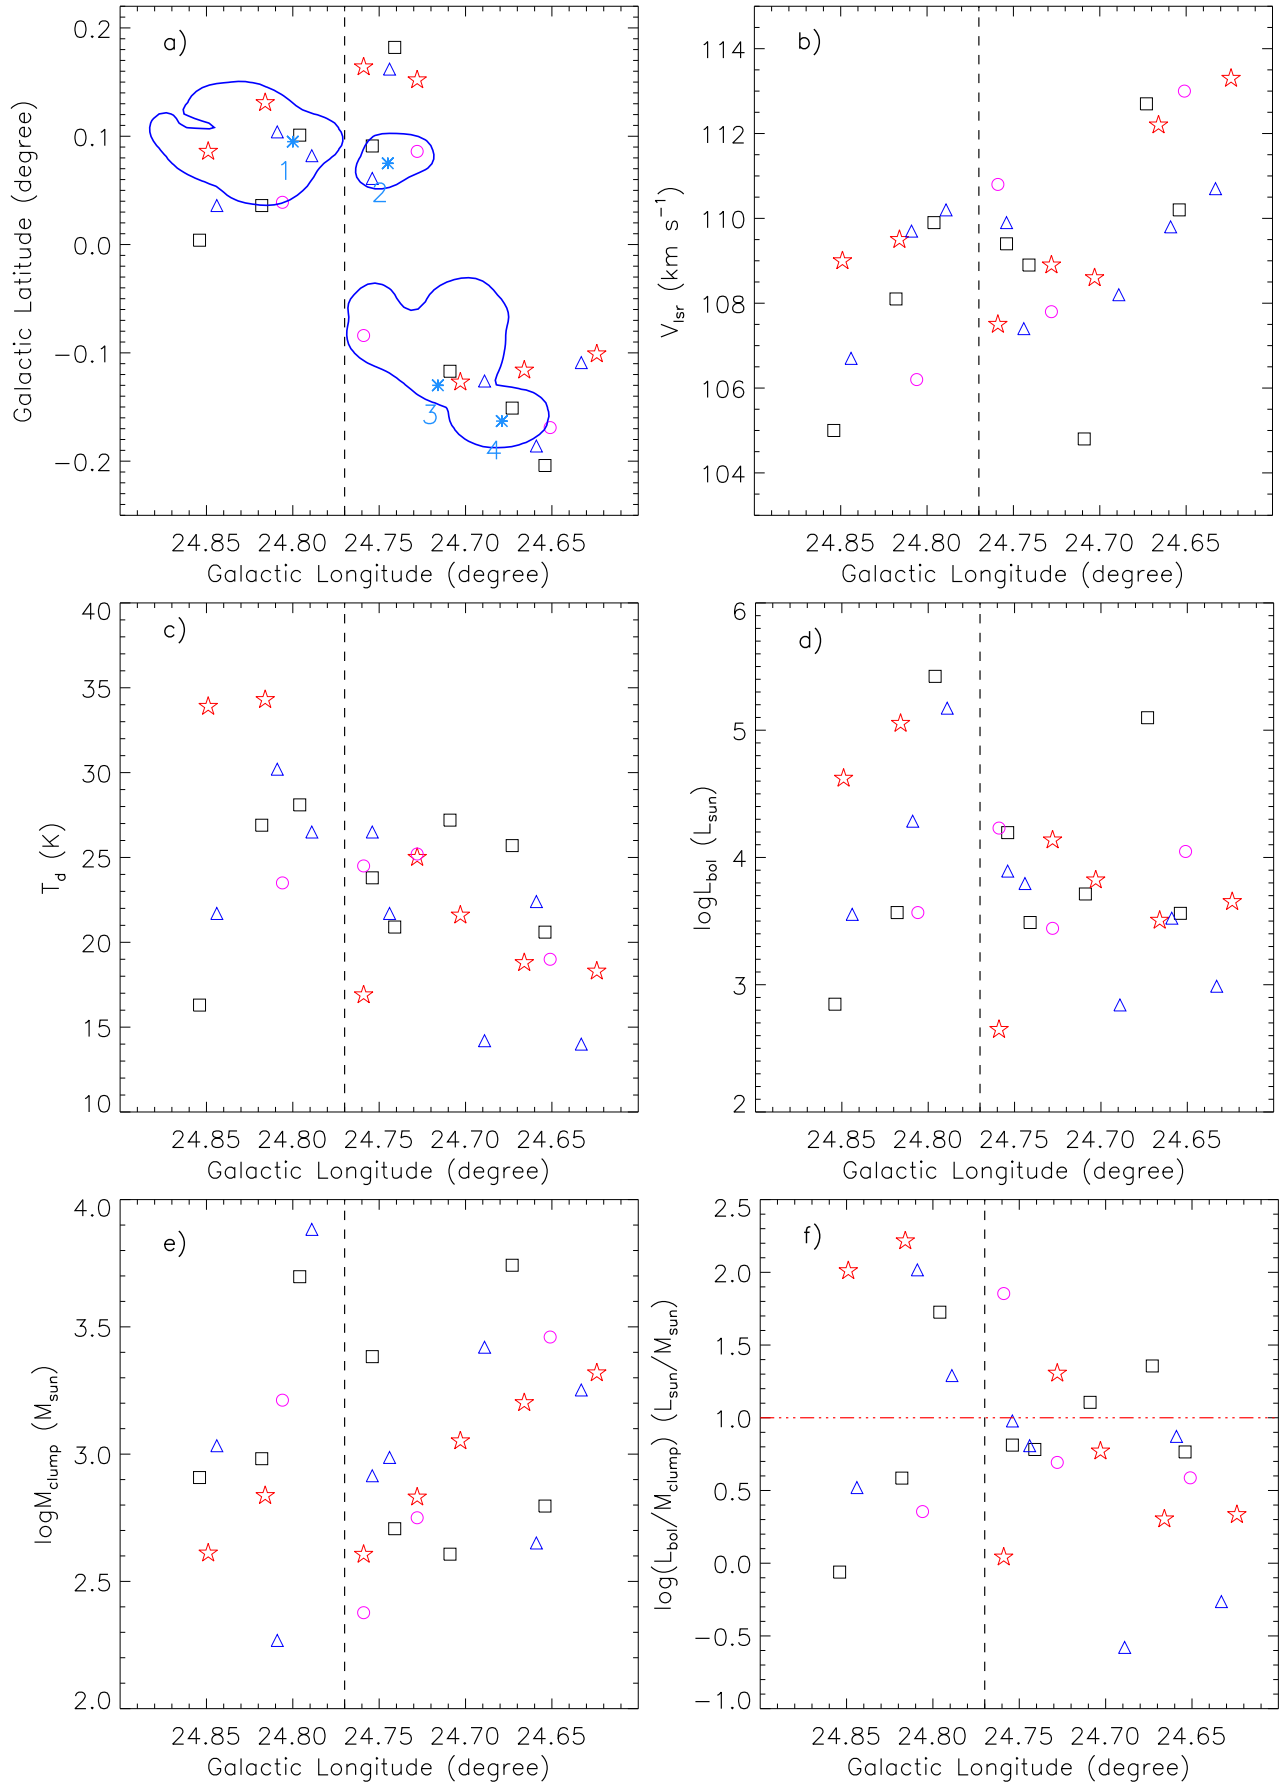 a)
0.2
0.1
0.0
−0.1
−0.2
1
2
3
4
24.85 24.80 24.75 24.70 24.65
Galactic Longitude (degree)
Galactic Latitude (degree)
b)
114
112
110
108
106
104
24.85 24.80 24.75 24.70 24.65
Galactic Longitude (degree)
V_lsr (km s⁻¹)
c)
40
35
30
25
20
15
10
24.85 24.80 24.75 24.70 24.65
Galactic Longitude (degree)
T_d (K)
d)
6
5
4
3
2
24.85 24.80 24.75 24.70 24.65
Galactic Longitude (degree)
logL_bol (L_sun)
e)
4.0
3.5
3.0
2.5
2.0
24.85 24.80 24.75 24.70 24.65
Galactic Longitude (degree)
logM_clump (M_sun)
f)
2.5
2.0
1.5
1.0
0.5
0.0
−0.5
−1.0
24.85 24.80 24.75 24.70 24.65
Galactic Longitude (degree)
log(L_bol/M_clump) (L_sun/M_sun)